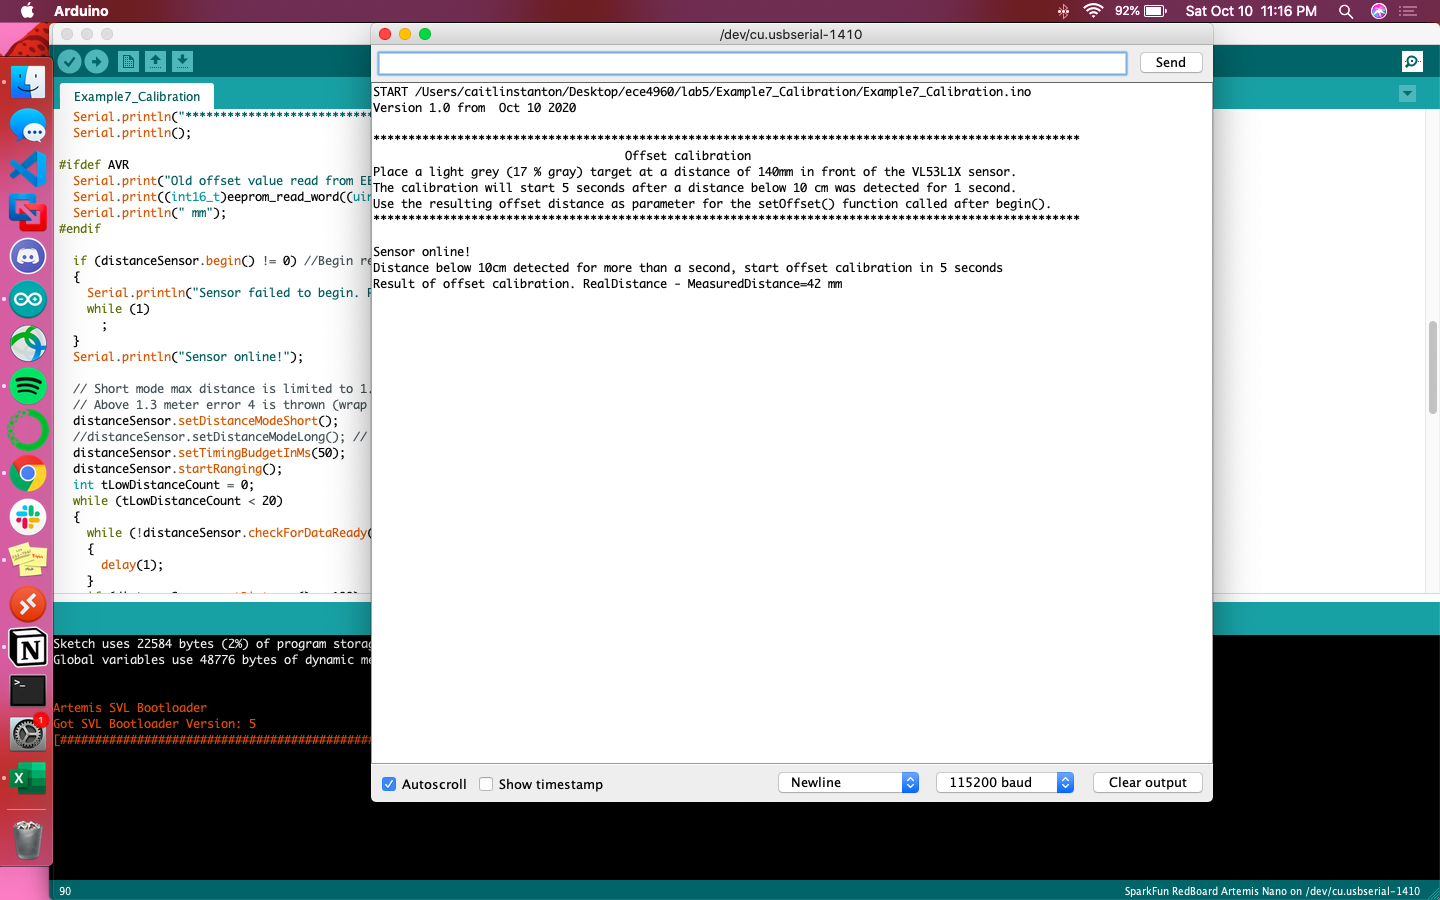 Arduino
92%
Sat Oct 10 11:16 PM
/dev/cu.usbserial-1410
Send
Example7_Calibration
Serial.println("******************************
Serial.println();
#ifdef AVR
Serial.print("Old offset value read from EE
Serial.print((int16_t)eeprom_read_word((uin
Serial.println(" mm");
#endif
if (distanceSensor.begin() != 0) //Begin re
{
Serial.println("Sensor failed to begin. P
while (1)
;
}
Serial.println("Sensor online!");
// Short mode max distance is limited to 1.
// Above 1.3 meter error 4 is thrown (wrap
distanceSensor.setDistanceModeShort();
//distanceSensor.setDistanceModeLong(); //
distanceSensor.setTimingBudgetInMs(50);
distanceSensor.startRanging();
int tLowDistanceCount = 0;
while (tLowDistanceCount < 20)
{
while (!distanceSensor.checkForDataReady(
{
delay(1);
}
START /Users/caitlinstanton/Desktop/ece4960/lab5/Example7_Calibration/Example7_Calibration.ino
Version 1.0 from  Oct 10 2020
*****************************************************************************************************
Offset calibration
Place a light grey (17 % gray) target at a distance of 140mm in front of the VL53L1X sensor.
The calibration will start 5 seconds after a distance below 10 cm was detected for 1 second.
Use the resulting offset distance as parameter for the setOffset() function called after begin().
*****************************************************************************************************
Sensor online!
Distance below 10cm detected for more than a second, start offset calibration in 5 seconds
Result of offset calibration. RealDistance - MeasuredDistance=42 mm
Autoscroll
Show timestamp
Newline
115200 baud
Clear output
Sketch uses 22584 bytes (2%) of program storag
Global variables use 48776 bytes of dynamic me
Artemis SVL Bootloader
Got SVL Bootloader Version: 5
[#############################################
1
90
SparkFun RedBoard Artemis Nano on /dev/cu.usbserial-1410